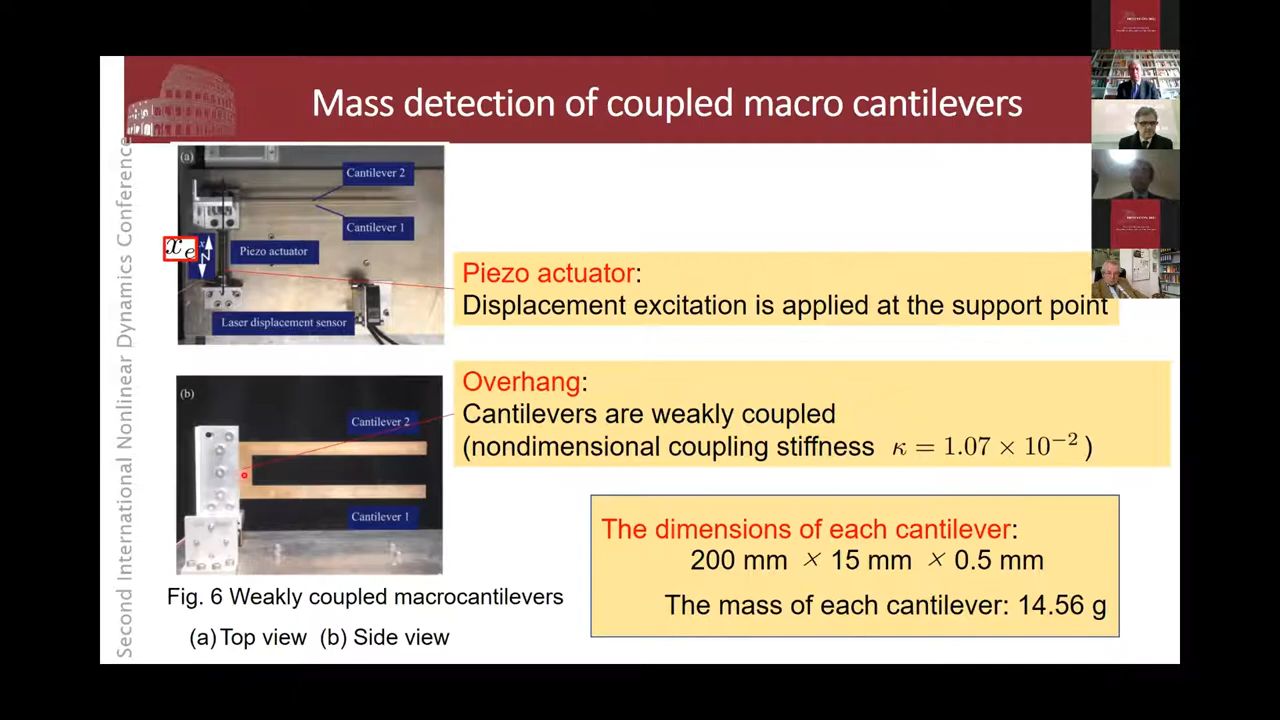 Mass detection of coupled macro cantilevers
Second International Nonlinear Dynamics Conference
(a)
Cantilever 2
Cantilever 1
x_e
x
Piezo actuator
Laser displacement sensor
Piezo actuator:
Displacement excitation is applied at the support point
(b)
Cantilever 2
Cantilever 1
Overhang:
Cantilevers are weakly coupled
(nondimensional coupling stiffness κ = 1.07 × 10⁻² )
The dimensions of each cantilever:
200 mm × 15 mm × 0.5 mm
The mass of each cantilever: 14.56 g
Fig. 6 Weakly coupled macrocantilevers
(a) Top view (b) Side view